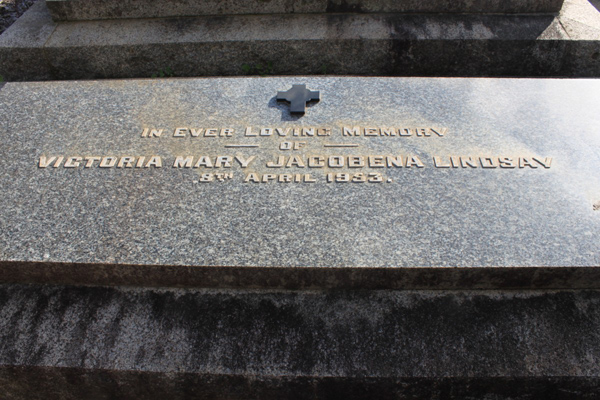 IN EVER LOVING MEMORY
OF
VICTORIA MARY JACOBENA LINDSAY
8TH APRIL 1953.